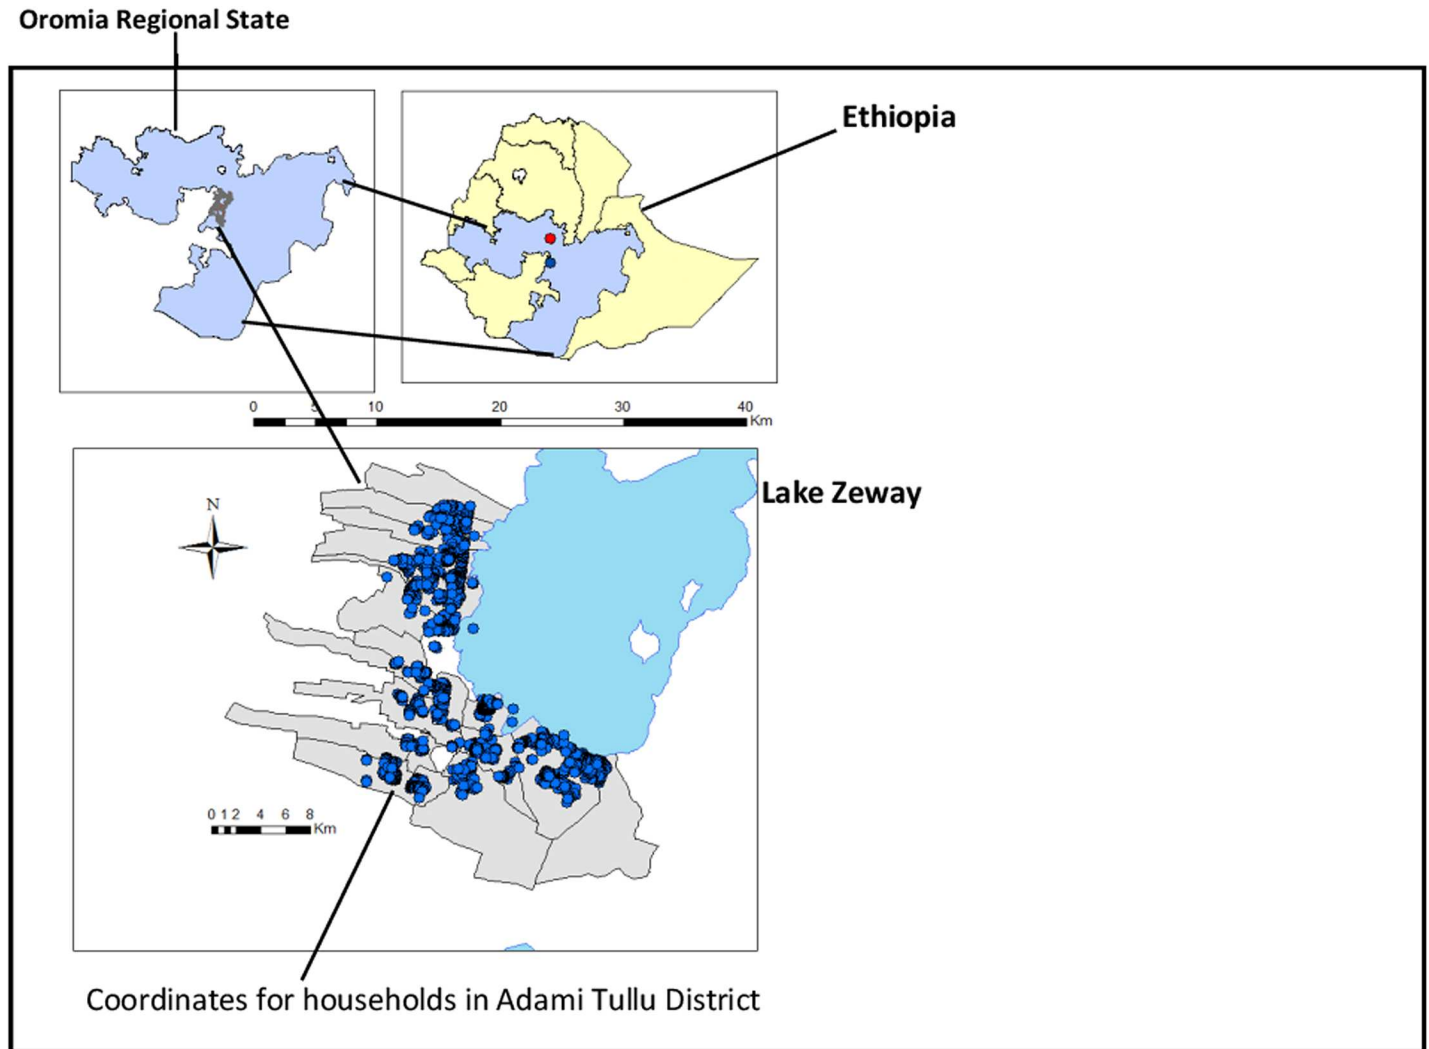 Oromia Regional State
Ethiopia
0 5 10 20 30 40
Km
Lake Zeway
N
0 1 2 4 6 8
Km
Coordinates for households in Adami Tullu District